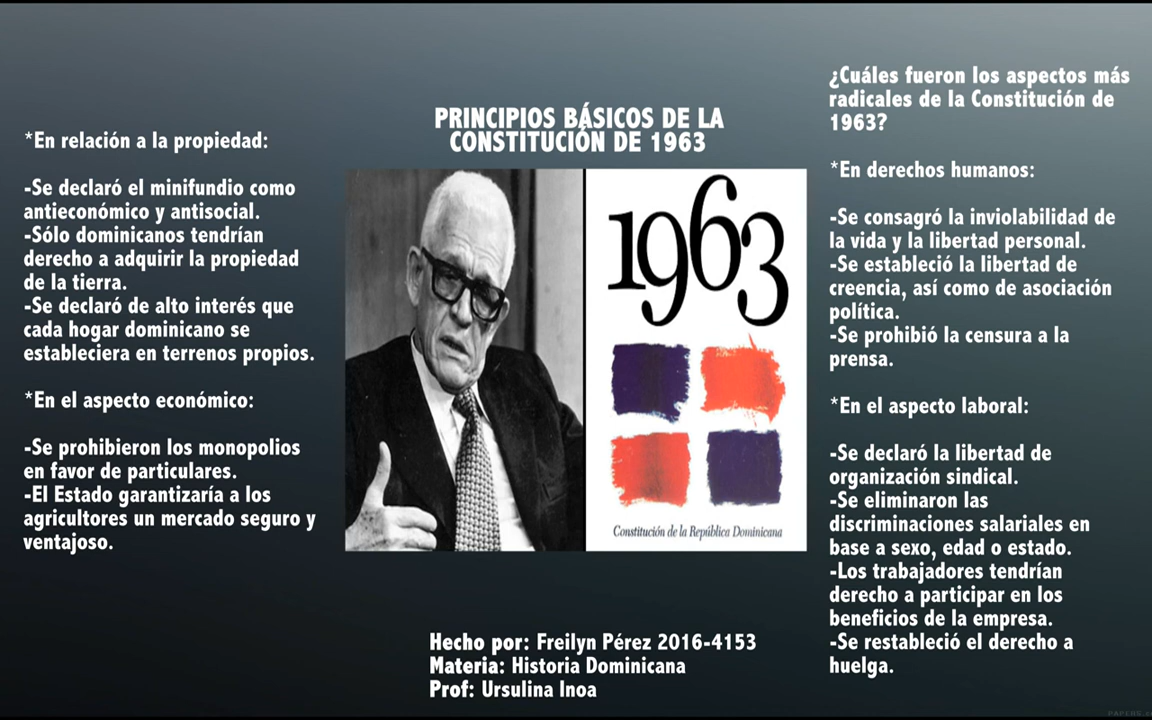 PRINCIPIOS BÁSICOS DE LA
CONSTITUCIÓN DE 1963
*En relación a la propiedad:
-Se declaró el minifundio como
antieconómico y antisocial.
-Sólo dominicanos tendrían
derecho a adquirir la propiedad
de la tierra.
-Se declaró de alto interés que
cada hogar dominicano se
estableciera en terrenos propios.
*En el aspecto económico:
-Se prohibieron los monopolios
en favor de particulares.
-El Estado garantizaría a los
agricultores un mercado seguro y
ventajoso.
1963
Constitución de la República Dominicana
¿Cuáles fueron los aspectos más
radicales de la Constitución de
1963?
*En derechos humanos:
-Se consagró la inviolabilidad de
la vida y la libertad personal.
-Se estableció la libertad de
creencia, así como de asociación
política.
-Se prohibió la censura a la
prensa.
*En el aspecto laboral:
-Se declaró la libertad de
organización sindical.
-Se eliminaron las
discriminaciones salariales en
base a sexo, edad o estado.
-Los trabajadores tendrían
derecho a participar en los
beneficios de la empresa.
-Se restableció el derecho a
huelga.
Hecho por: Freilyn Pérez 2016-4153
Materia: Historia Dominicana
Prof: Ursulina Inoa